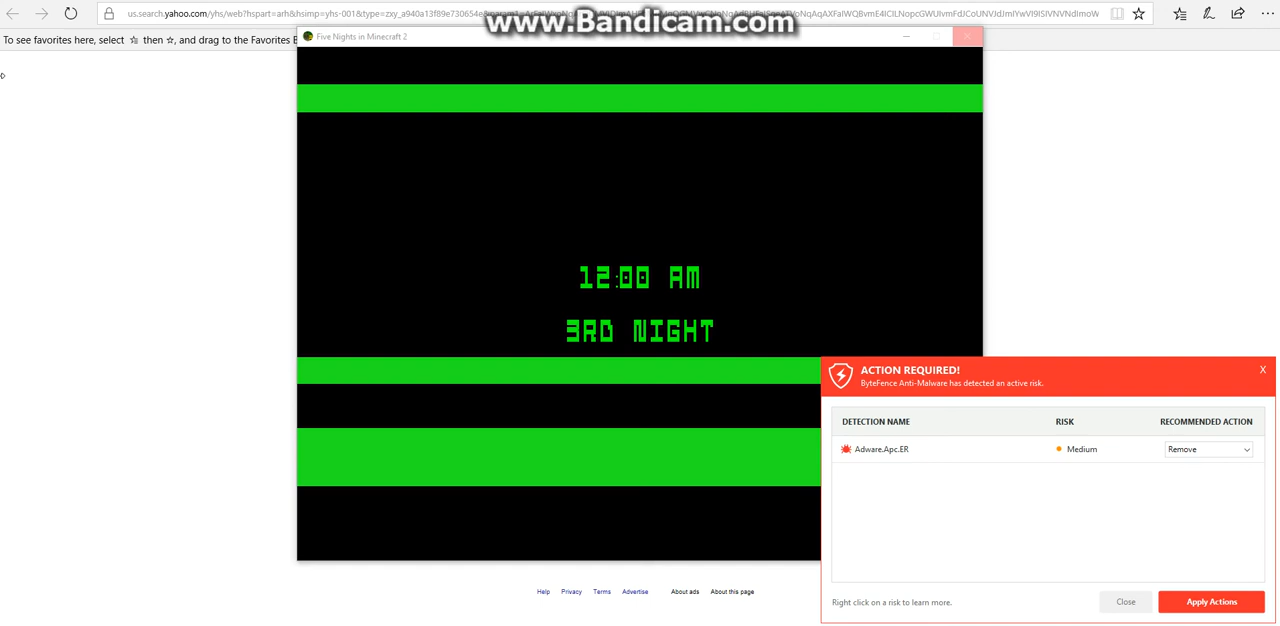 us.search.yahoo.com/yhs/web?hspart=arh&hsimp=yhs-001&type=zxy_a940a13f89e730654e
www.Bandicam.com
To see favorites here, select then , and drag to the
Five Nights in Minecraft 2
12:00 AM
3RD NIGHT
ACTION REQUIRED!
X
ByteFence Anti-Malware has detected an active risk.
DETECTION NAME RISK RECOMMENDED ACTION
Adware.Apc.ER Medium Remove
Help Privacy Terms Advertise About ads About this page
Right click on a risk to learn more. Close Apply Actions